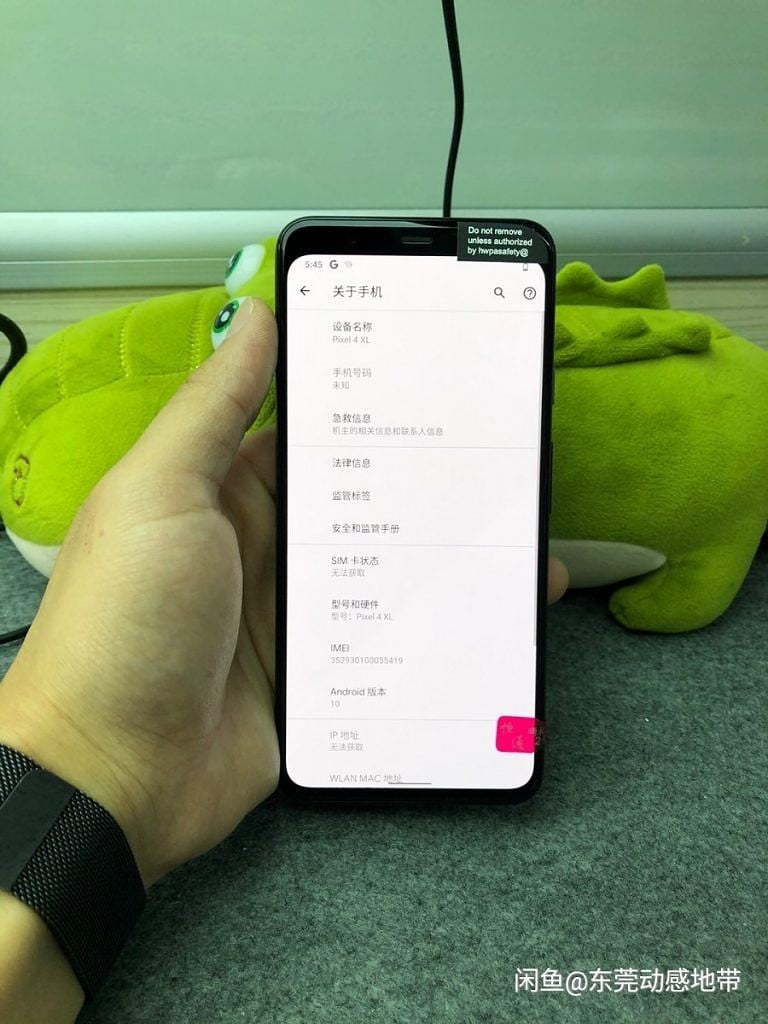 Do not remove
unless authorized
by hwpasafety@
5:45 G
关于手机
设备名称
Pixel 4 XL
手机号码
未知
急救信息
机主的相关信息和联系人信息
法律信息
监管标签
安全和监管手册
SIM 卡状态
无法获取
型号和硬件
型号：Pixel 4 XL
IMEI
352930100055419
Android 版本
10
IP 地址
无法获取
WLAN MAC 地址
闲鱼@东莞动感地带